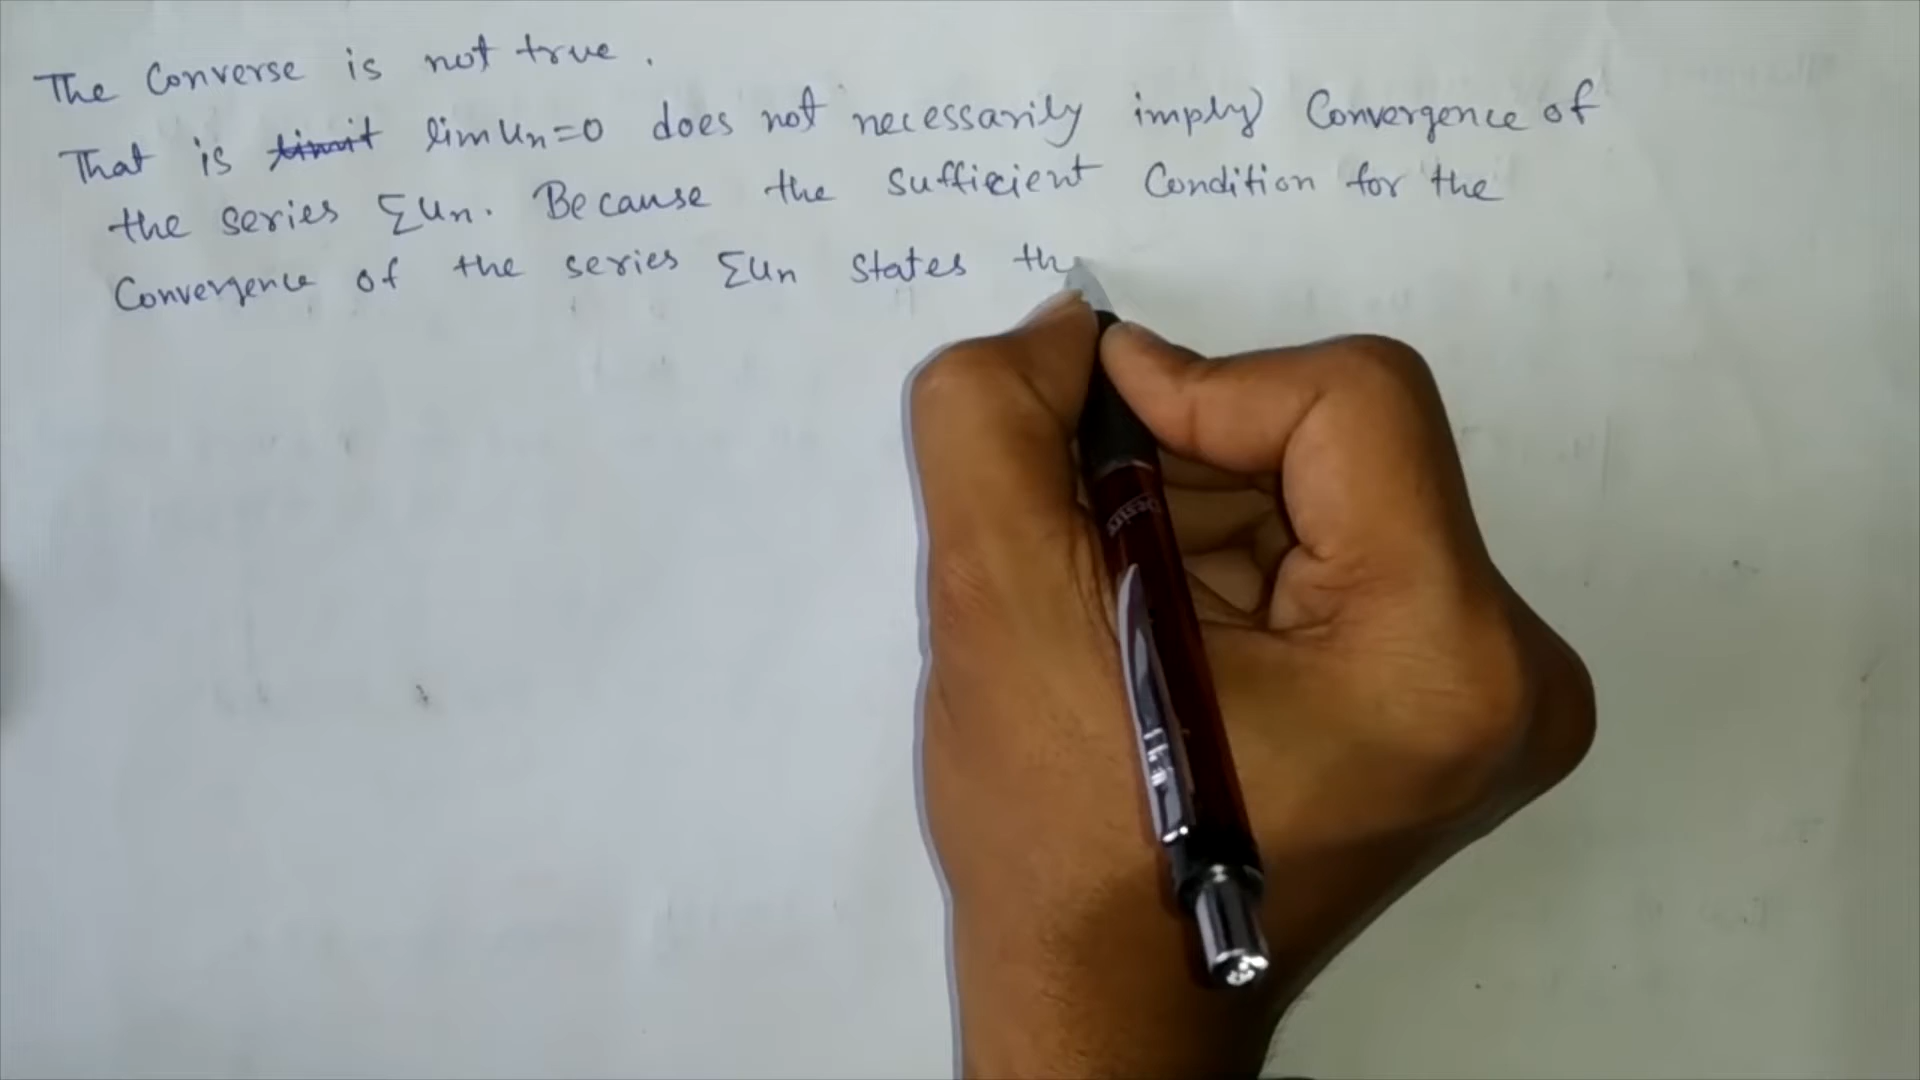 The Converse is not true.
That is limit lim un=0 does not necessarily imply Convergence of
the series Σun. Because the sufficient Condition for the
Convergence of the series Σun states th
Desire